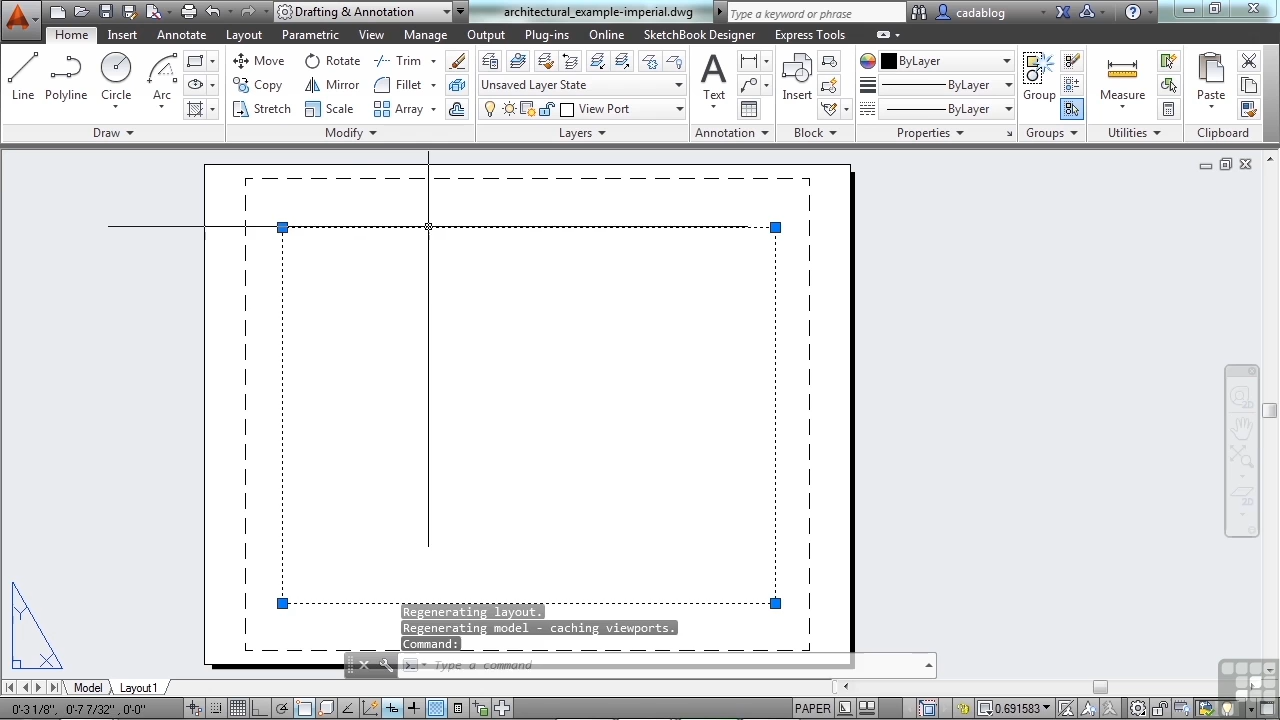 Drafting & Annotation
architectural_example-imperial.dwg
Type a keyword or phrase
cadablog
Home Insert Annotate Layout Parametric View Manage Output Plug-ins Online SketchBook Designer Express Tools
Line
Polyline
Circle
Arc
Draw
Move
Rotate
Trim
Copy
Mirror
Fillet
Stretch
Scale
Array
Modify
Unsaved Layer State
View Port
Layers
Text
Annotation
Insert
Block
ByLayer
ByLayer
ByLayer
Properties
Group
Groups
Measure
Utilities
Paste
Clipboard
2D
2D
Regenerating layout.
Regenerating model - caching viewports.
Command:
Type a command
Y
X
Model Layout1
0'-3 1/8", 0'-7 7/32", 0'-0"
PAPER
0.691583